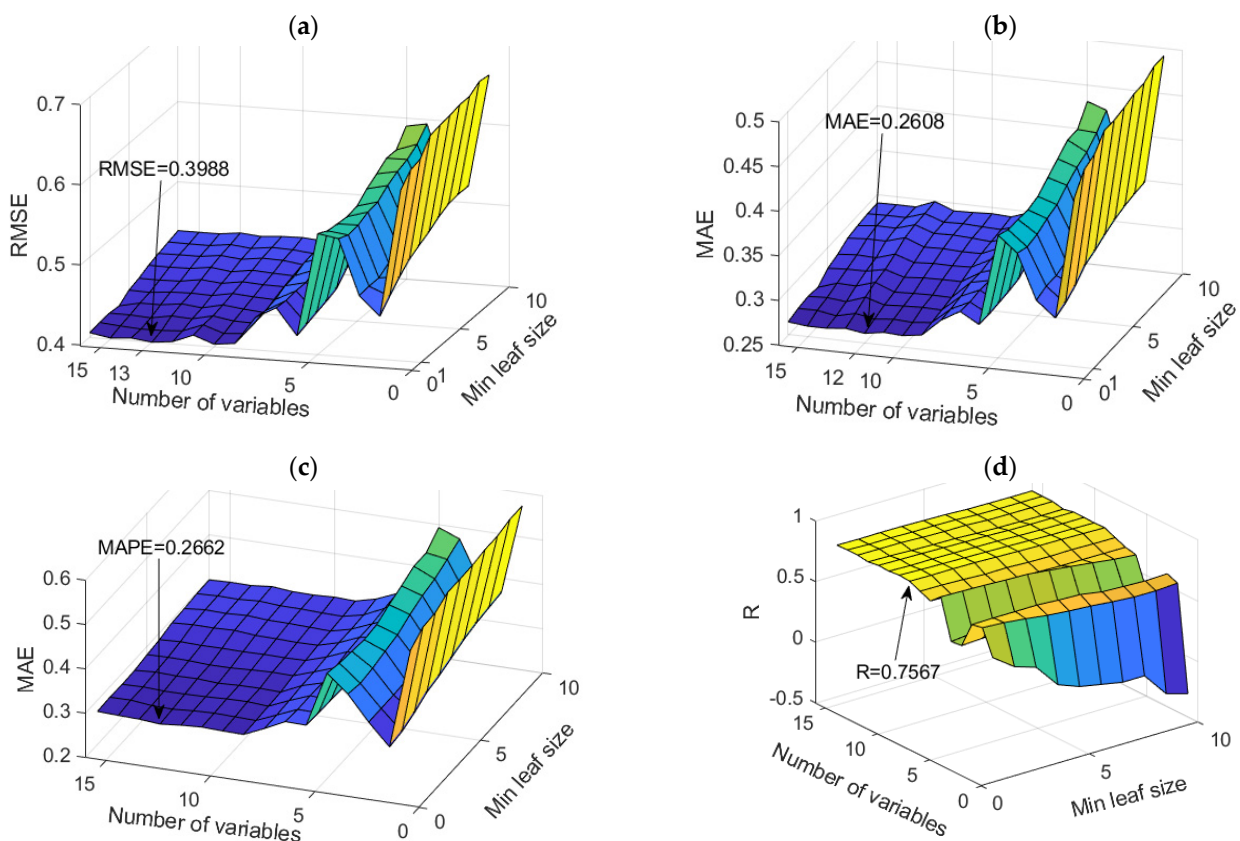 (a)
0.7
0.6
0.5
0.4
RMSE
RMSE=0.3988
15
13
10
5
0
Number of variables
0
1
5
10
Min leaf size
(b)
0.5
0.45
0.4
0.35
0.3
0.25
MAE
MAE=0.2608
15
12
10
5
0
Number of variables
0
1
5
10
Min leaf size
(c)
0.6
0.5
0.4
0.3
0.2
MAE
MAPE=0.2662
15
10
5
0
Number of variables
0
5
10
Min leaf size
(d)
1
0.5
0
-0.5
R
R=0.7567
15
10
5
0
Number of variables
0
5
10
Min leaf size